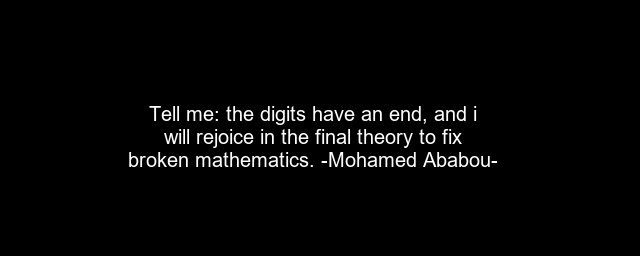 Tell me: the digits have an end, and i
will rejoice in the final theory to fix
broken mathematics. -Mohamed Ababou-